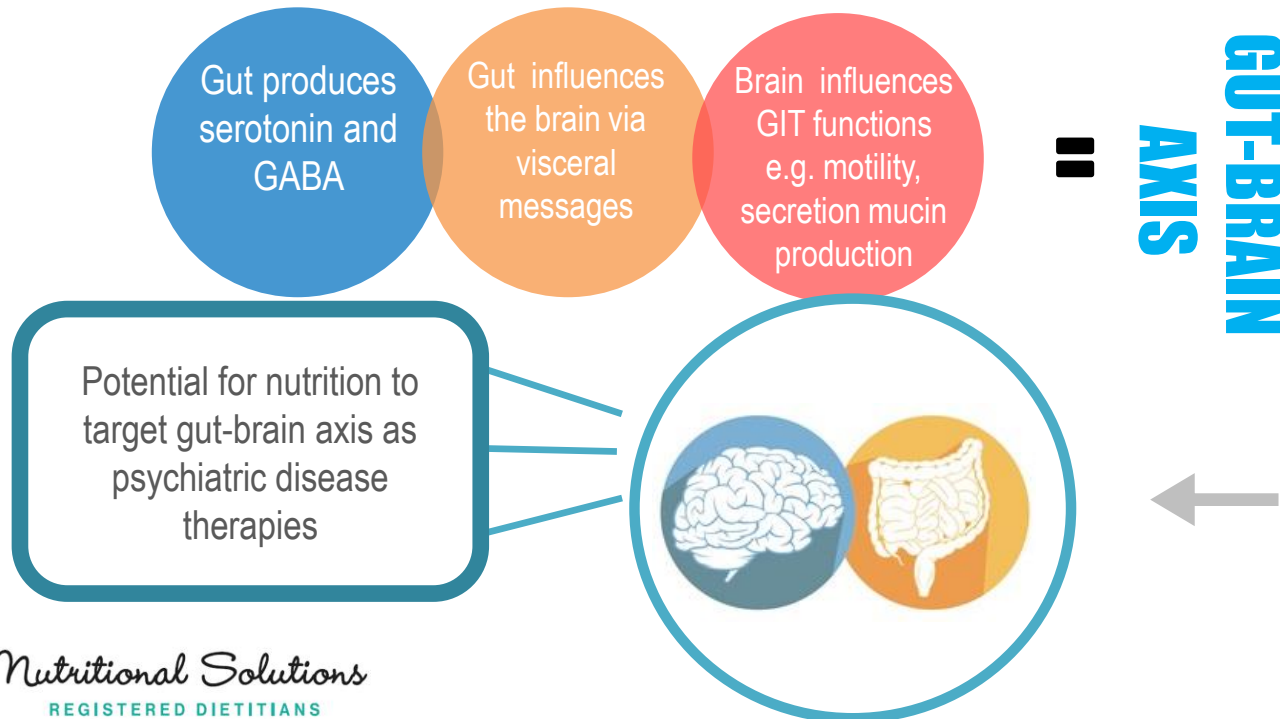 Gut produces
serotonin and
GABA
Gut influences
the brain via
visceral
messages
Brain influences
GIT functions
e.g. motility,
secretion mucin
production
=
GUT-BRAIN
AXIS
Potential for nutrition to
target gut-brain axis as
psychiatric disease
therapies
Nutritional Solutions
REGISTERED DIETITIANS